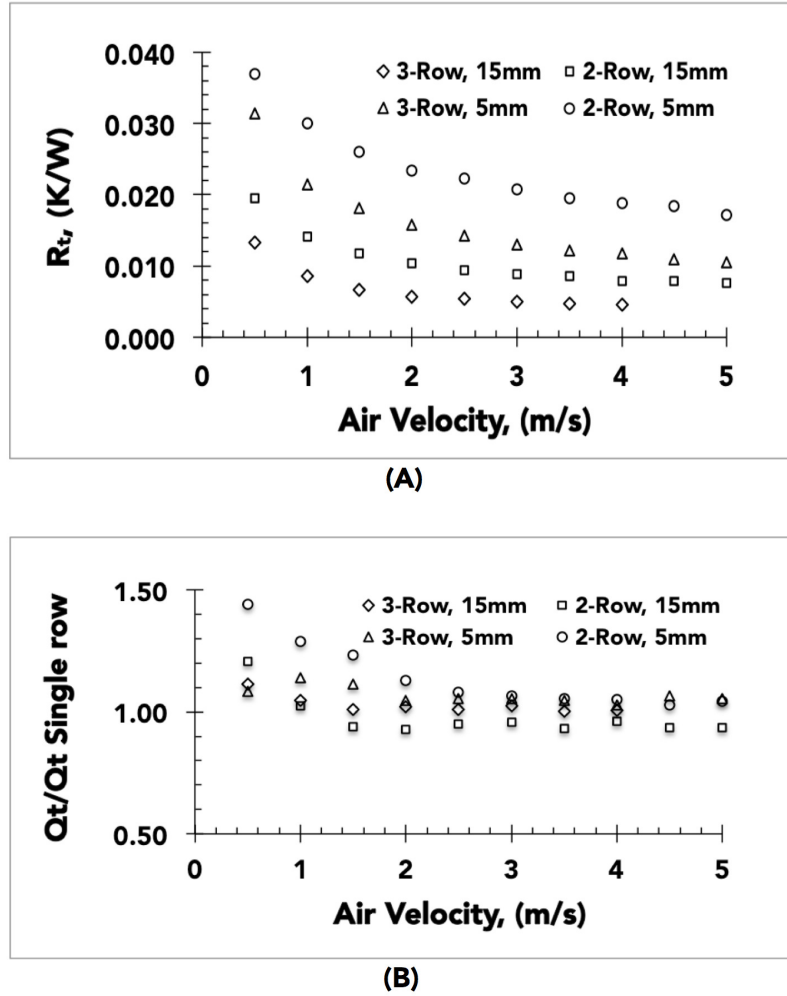 0.040
3-Row, 15mm 2-Row, 15mm
3-Row, 5mm 2-Row, 5mm
0.030
0.020
0.010
0.000
Rt, (K/W)
0 1 2 3 4 5
Air Velocity, (m/s)
(A)
1.50
3-Row, 15mm 2-Row, 15mm
3-Row, 5mm 2-Row, 5mm
1.00
0.50
Qt/Qt Single row
0 1 2 3 4 5
Air Velocity, (m/s)
(B)